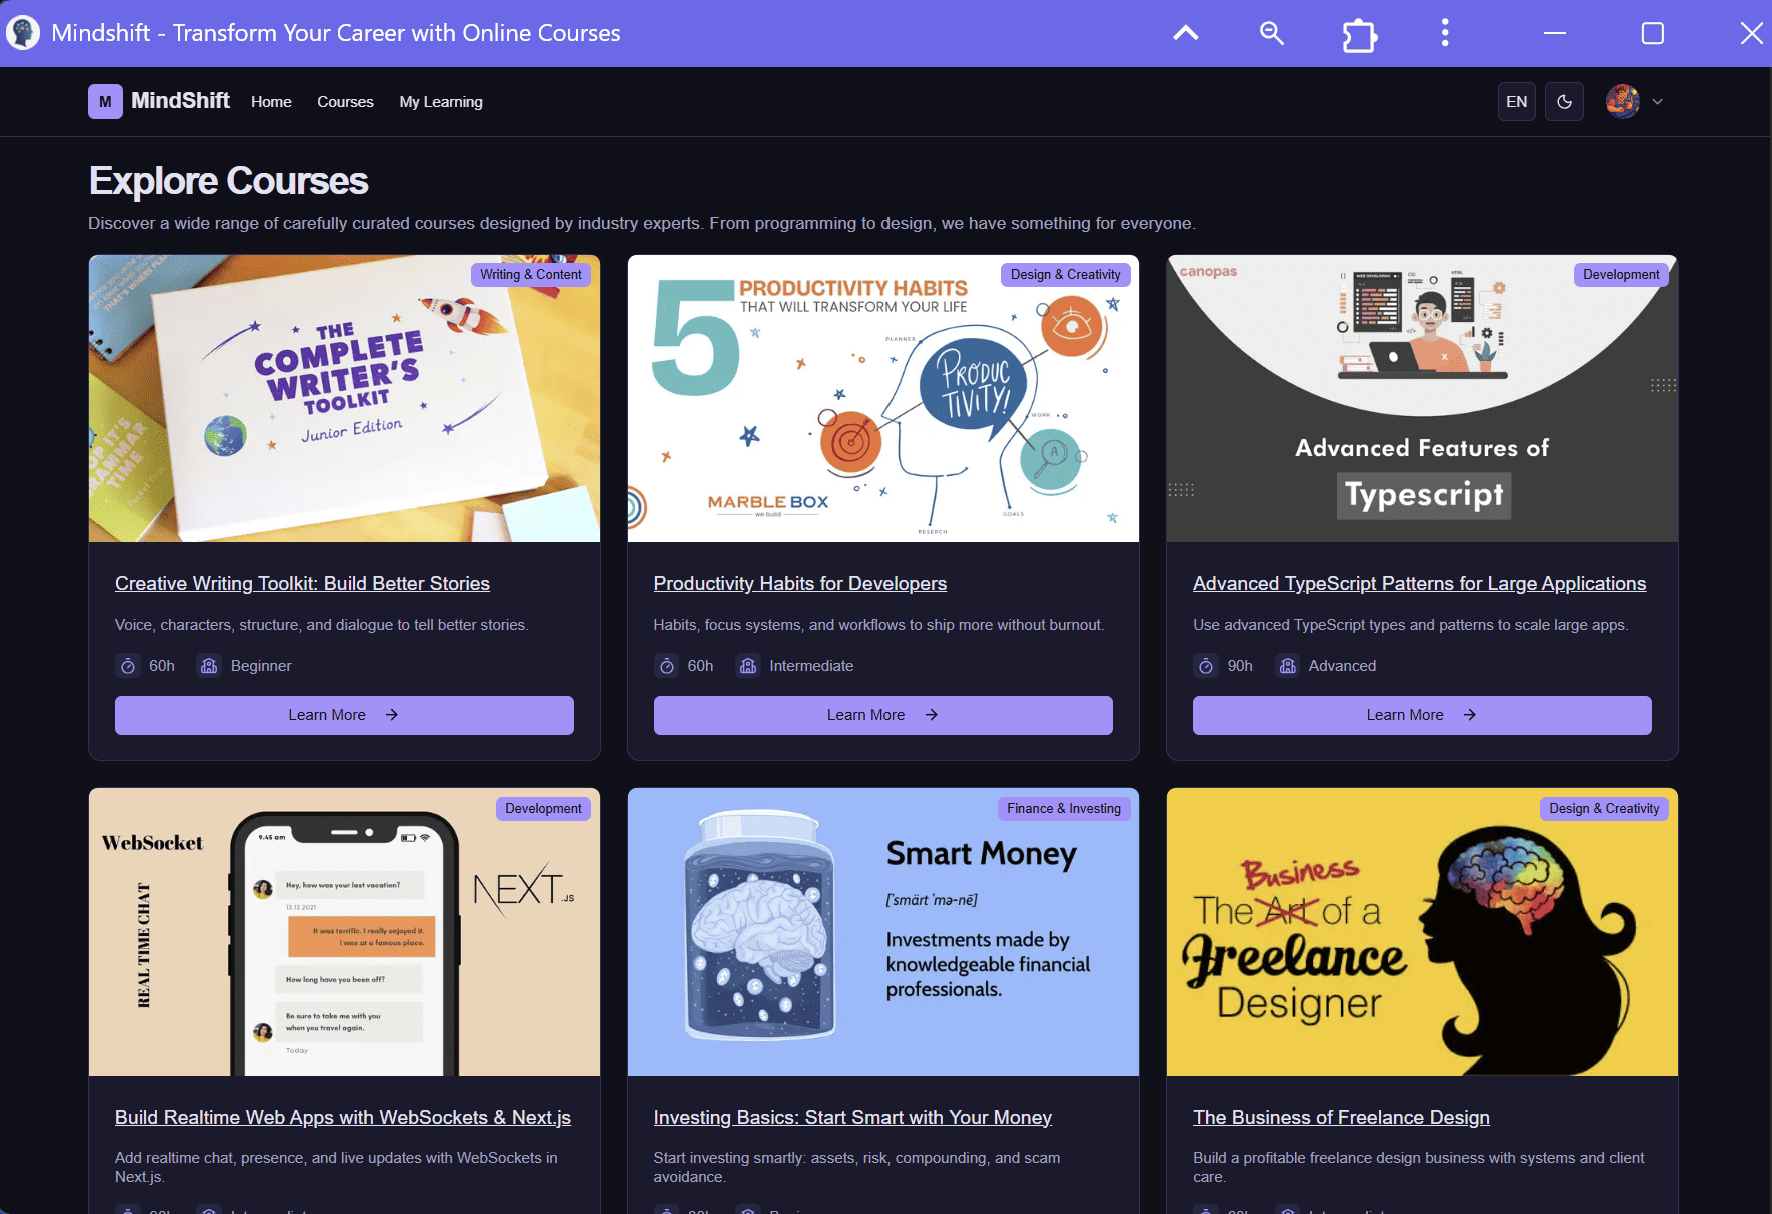 Mindshift - Transform Your Career with Online Courses
M MindShift Home Courses My Learning EN
Explore Courses
Discover a wide range of carefully curated courses designed by industry experts. From programming to design, we have something for everyone.
Writing & Content
THE
COMPLETE
WRITER'S
TOOLKIT
Junior Edition
Creative Writing Toolkit: Build Better Stories
Voice, characters, structure, and dialogue to tell better stories.
60h Beginner
Learn More
Design & Creativity
5 PRODUCTIVITY HABITS
THAT WILL TRANSFORM YOUR LIFE
PLANNER
PRODUC
TIVITY!
WORK
A
MARBLE BOX
we build
GOALS
RESERCH
Productivity Habits for Developers
Habits, focus systems, and workflows to ship more without burnout.
60h Intermediate
Learn More
Development
canopas
WEB DEVELOPMENT
CSS
HTML
Advanced Features of
Typescript
Advanced TypeScript Patterns for Large Applications
Use advanced TypeScript types and patterns to scale large apps.
90h Advanced
Learn More
Development
WebSocket
REAL TIME CHAT
9.45 am
Hey, how was your last vacation?
12.12.2021
It was terrific. I really enjoyed it.
I was at a famous place.
How long have you been off?
Be sure to take me with you
when you travel again.
Today
NEXT.JS
Build Realtime Web Apps with WebSockets & Next.js
Add realtime chat, presence, and live updates with WebSockets in
Next.js.
Finance & Investing
Smart Money
['smärt 'mə-nē]
Investments made by
knowledgeable financial
professionals.
Investing Basics: Start Smart with Your Money
Start investing smartly: assets, risk, compounding, and scam
avoidance.
Design & Creativity
Business
The Art of a
Freelance
Designer
The Business of Freelance Design
Build a profitable freelance design business with systems and client
care.